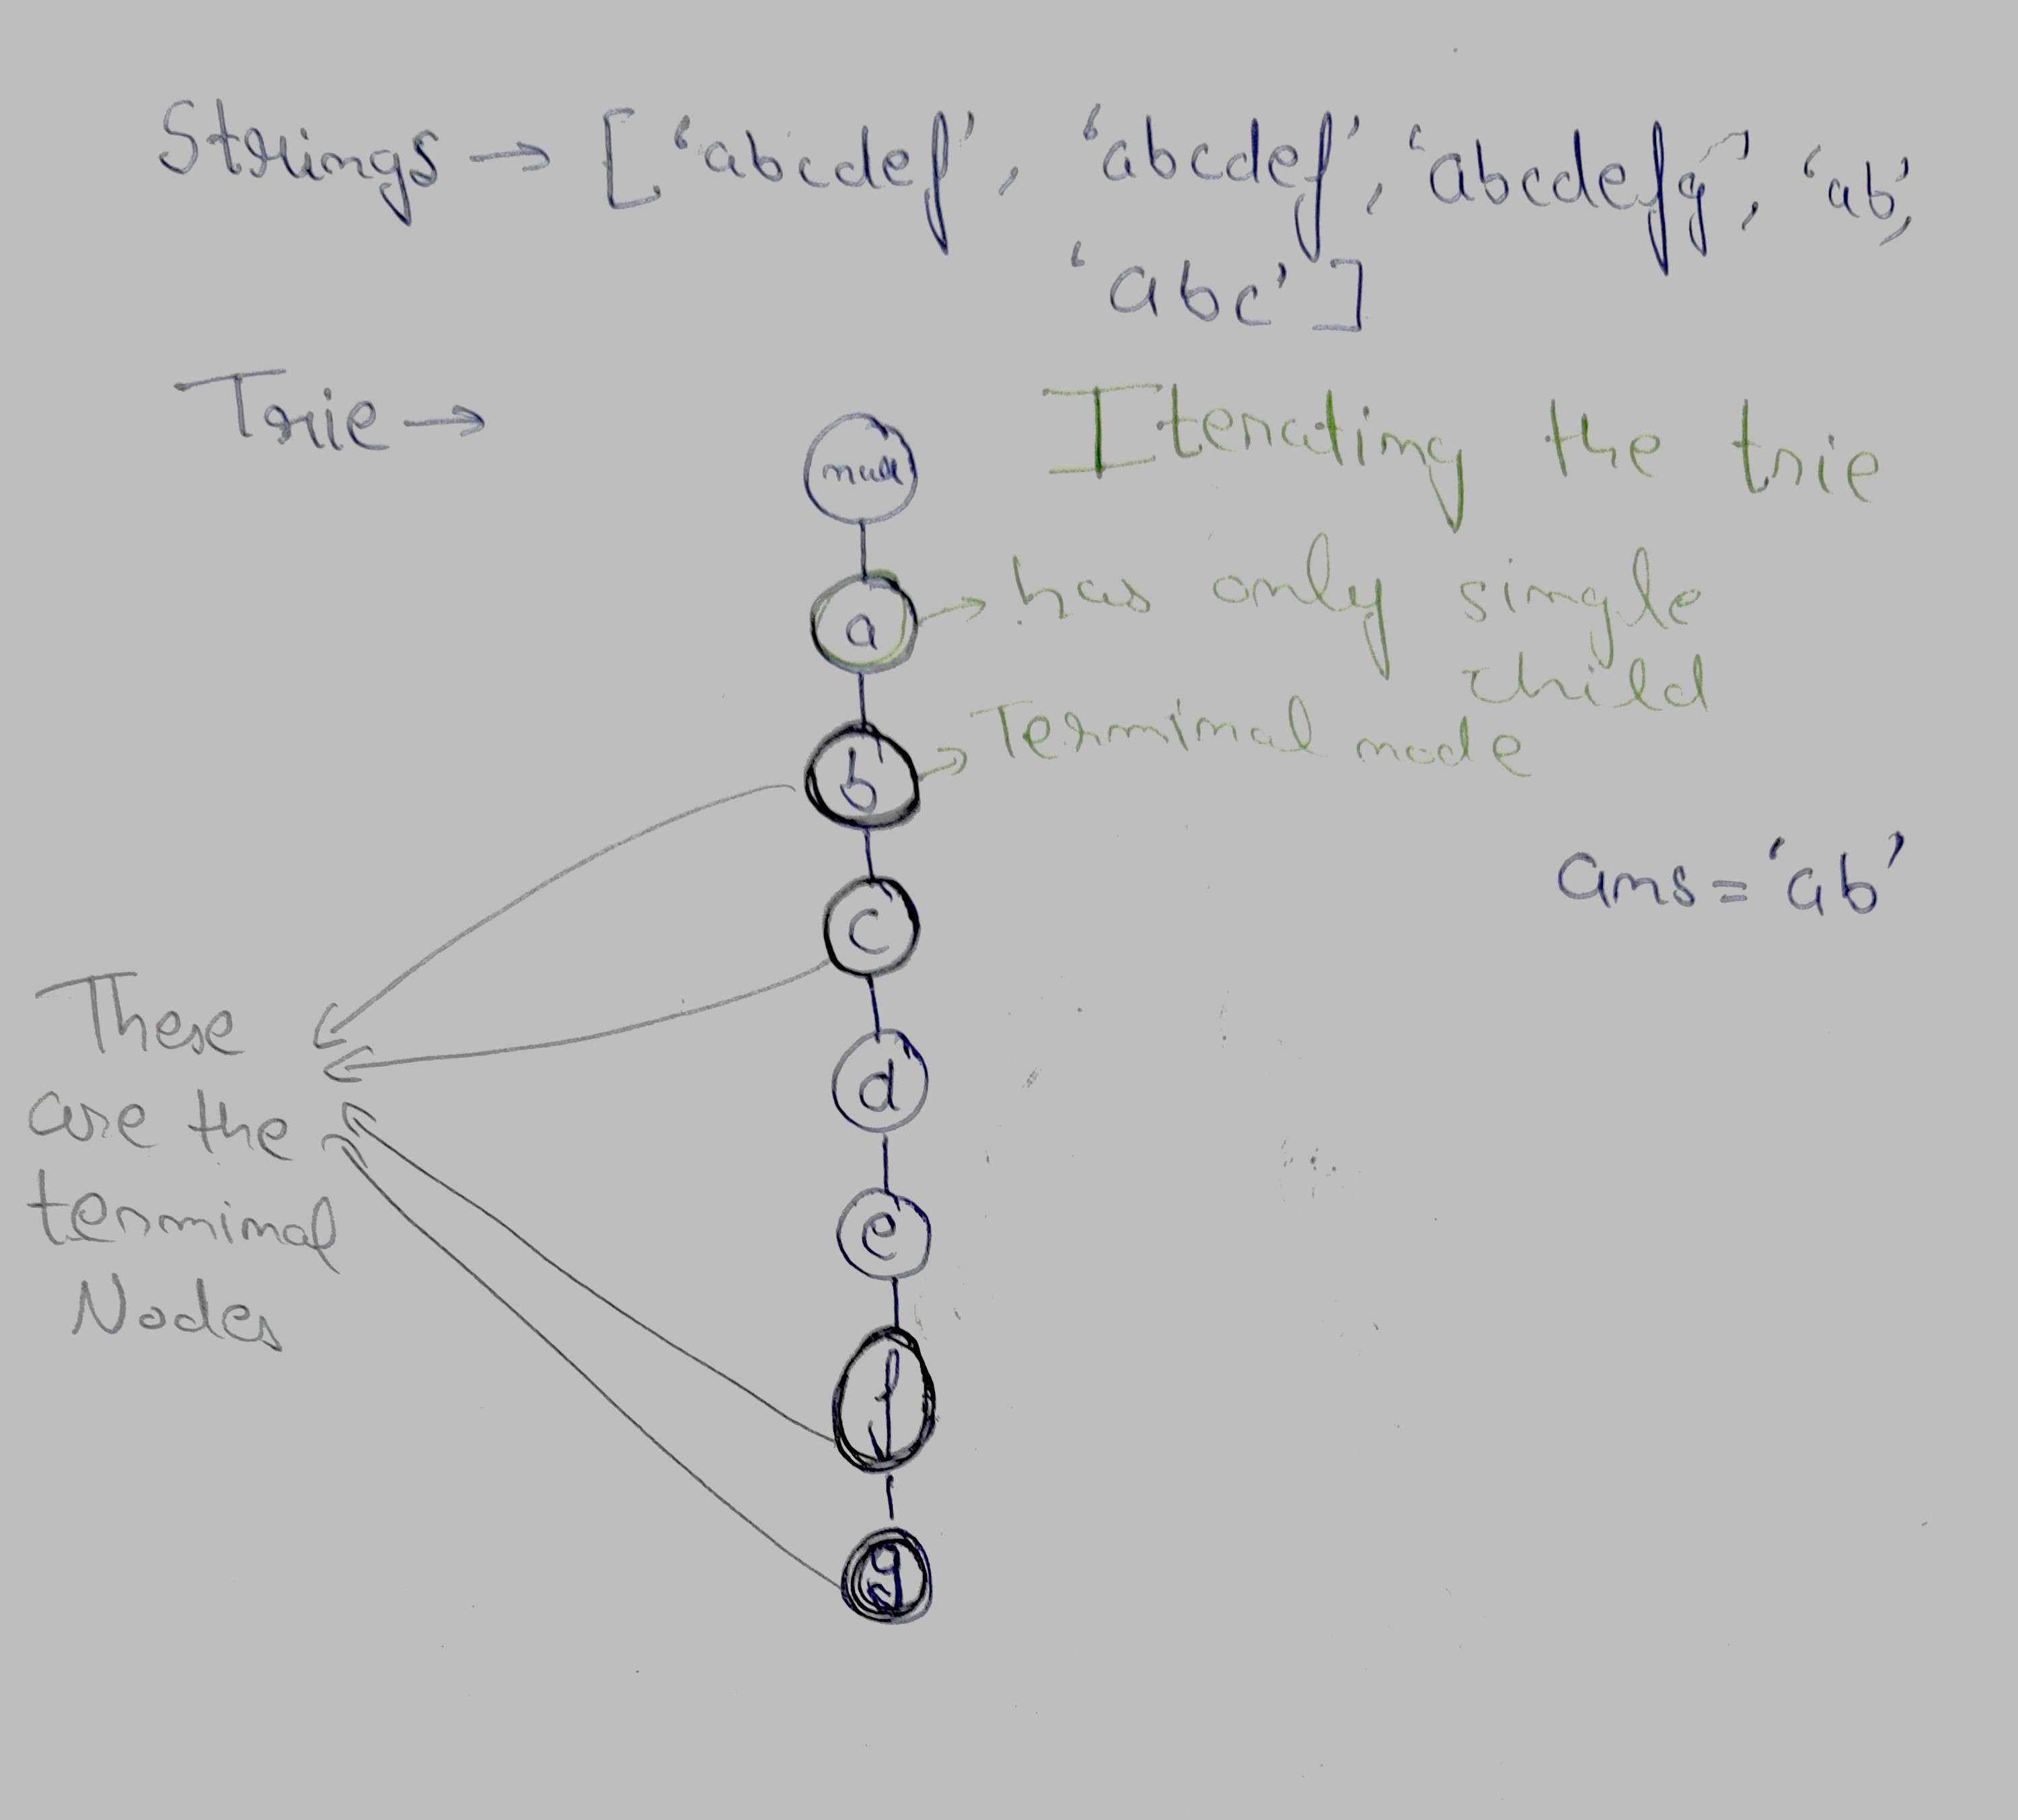 Strings → ['abcdef', 'abcdef', 'abcdefg', 'ab',
'abc']
Trie →
Iterating the trie
null
a → has only single
child
b → Terminal node
ans = 'ab'
c
These
are the
terminal
Nodes
d
e
f
g